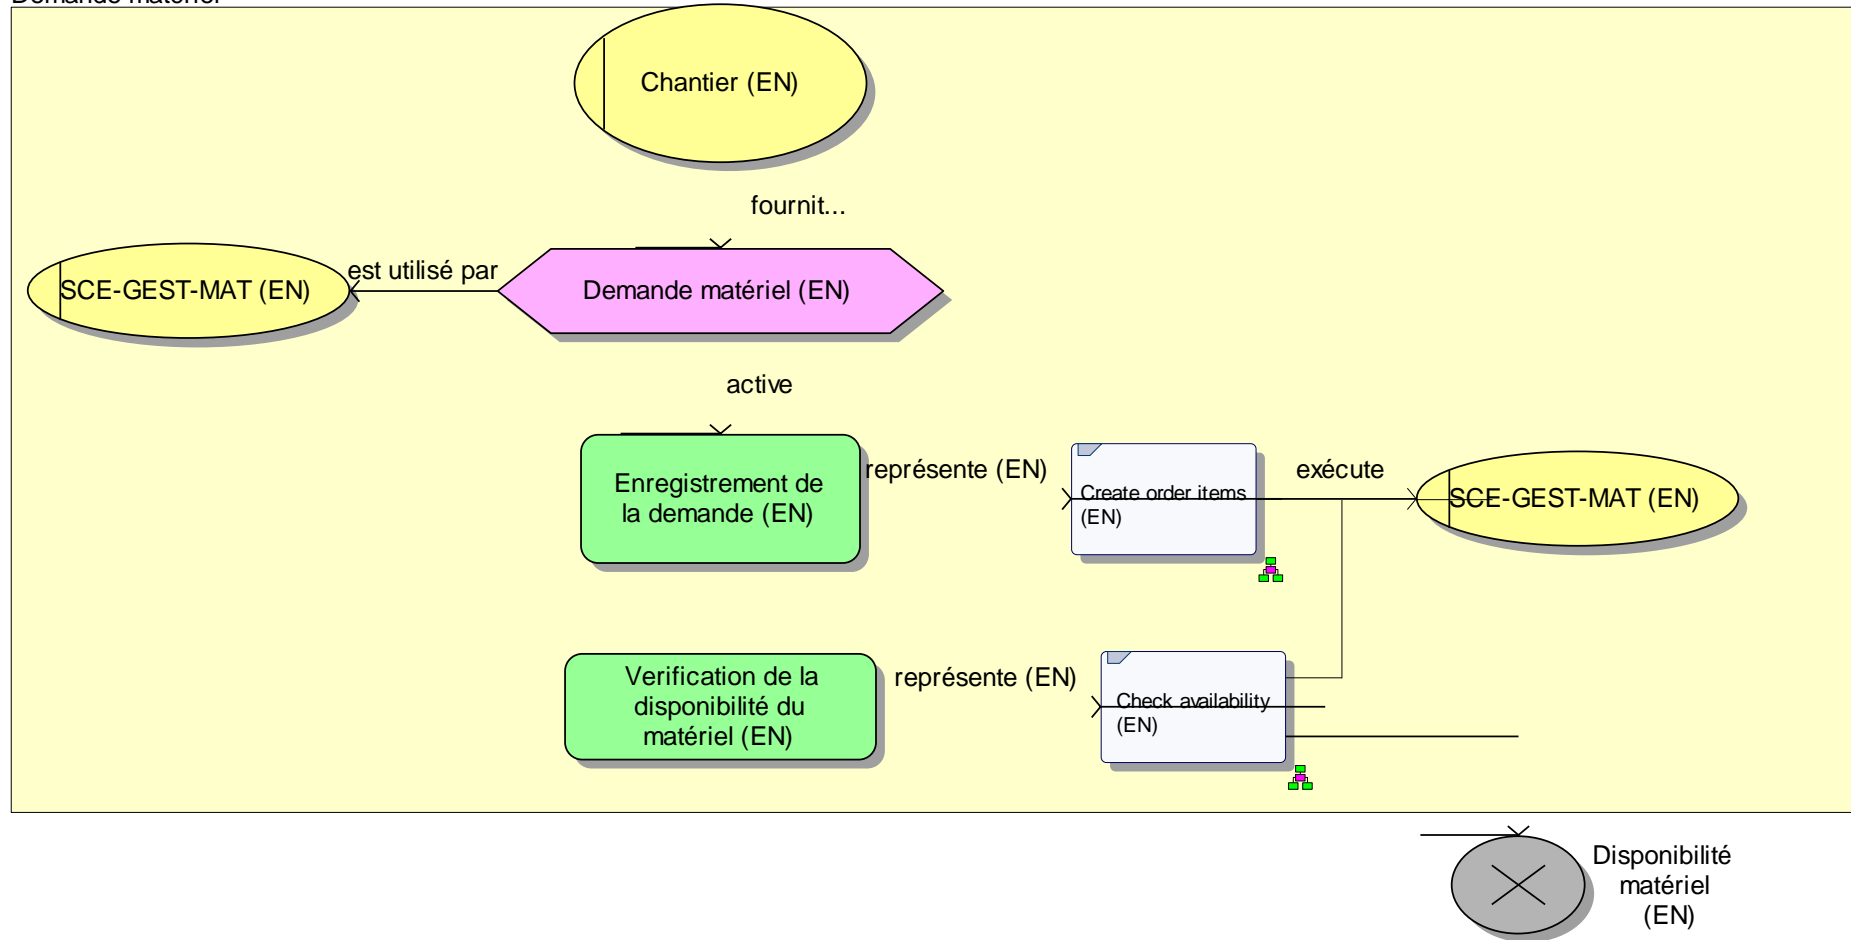 Demande matériel
Chantier (EN)
fournit...
SCE-GEST-MAT (EN)
est utilisé par
Demande matériel (EN)
active
Enregistrement de
la demande (EN)
représente (EN)
Create order items
(EN)
exécute
SCE-GEST-MAT (EN)
Verification de la
disponibilité du
matériel (EN)
représente (EN)
Check availability
(EN)
Disponibilité
matériel
(EN)